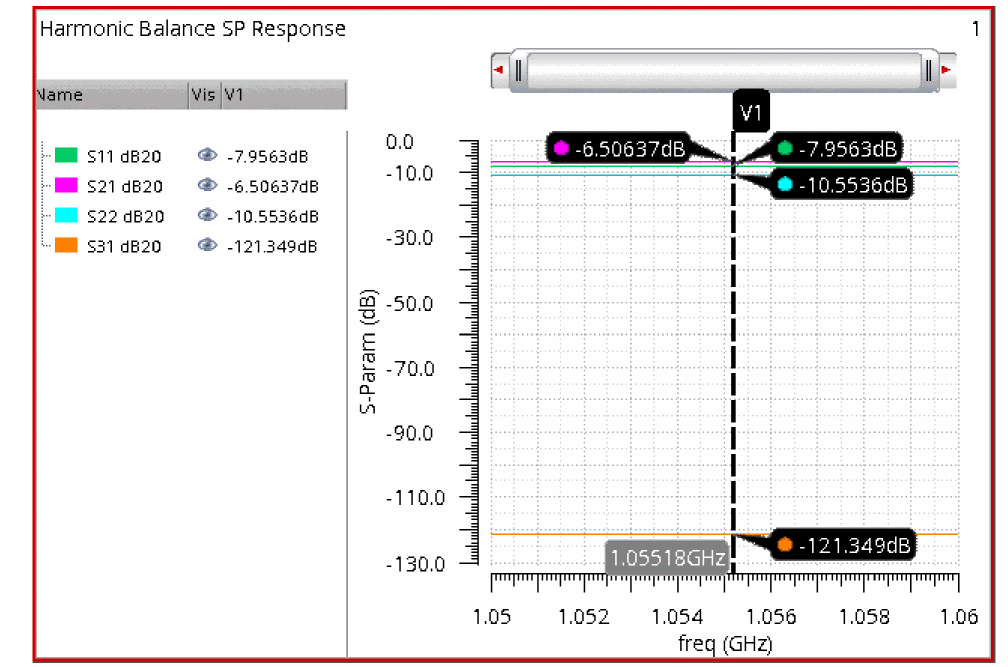 Harmonic Balance SP Response 1
Name Vis V1
S11 dB20 -7.9563dB
S21 dB20 -6.50637dB
S22 dB20 -10.5536dB
S31 dB20 -121.349dB
V1
-6.50637dB
-7.9563dB
-10.5536dB
-121.349dB
1.05518GHz
S-Param (dB)
0.0
-10.0
-30.0
-50.0
-70.0
-90.0
-110.0
-130.0
1.05 1.052 1.054 1.056 1.058 1.06
freq (GHz)